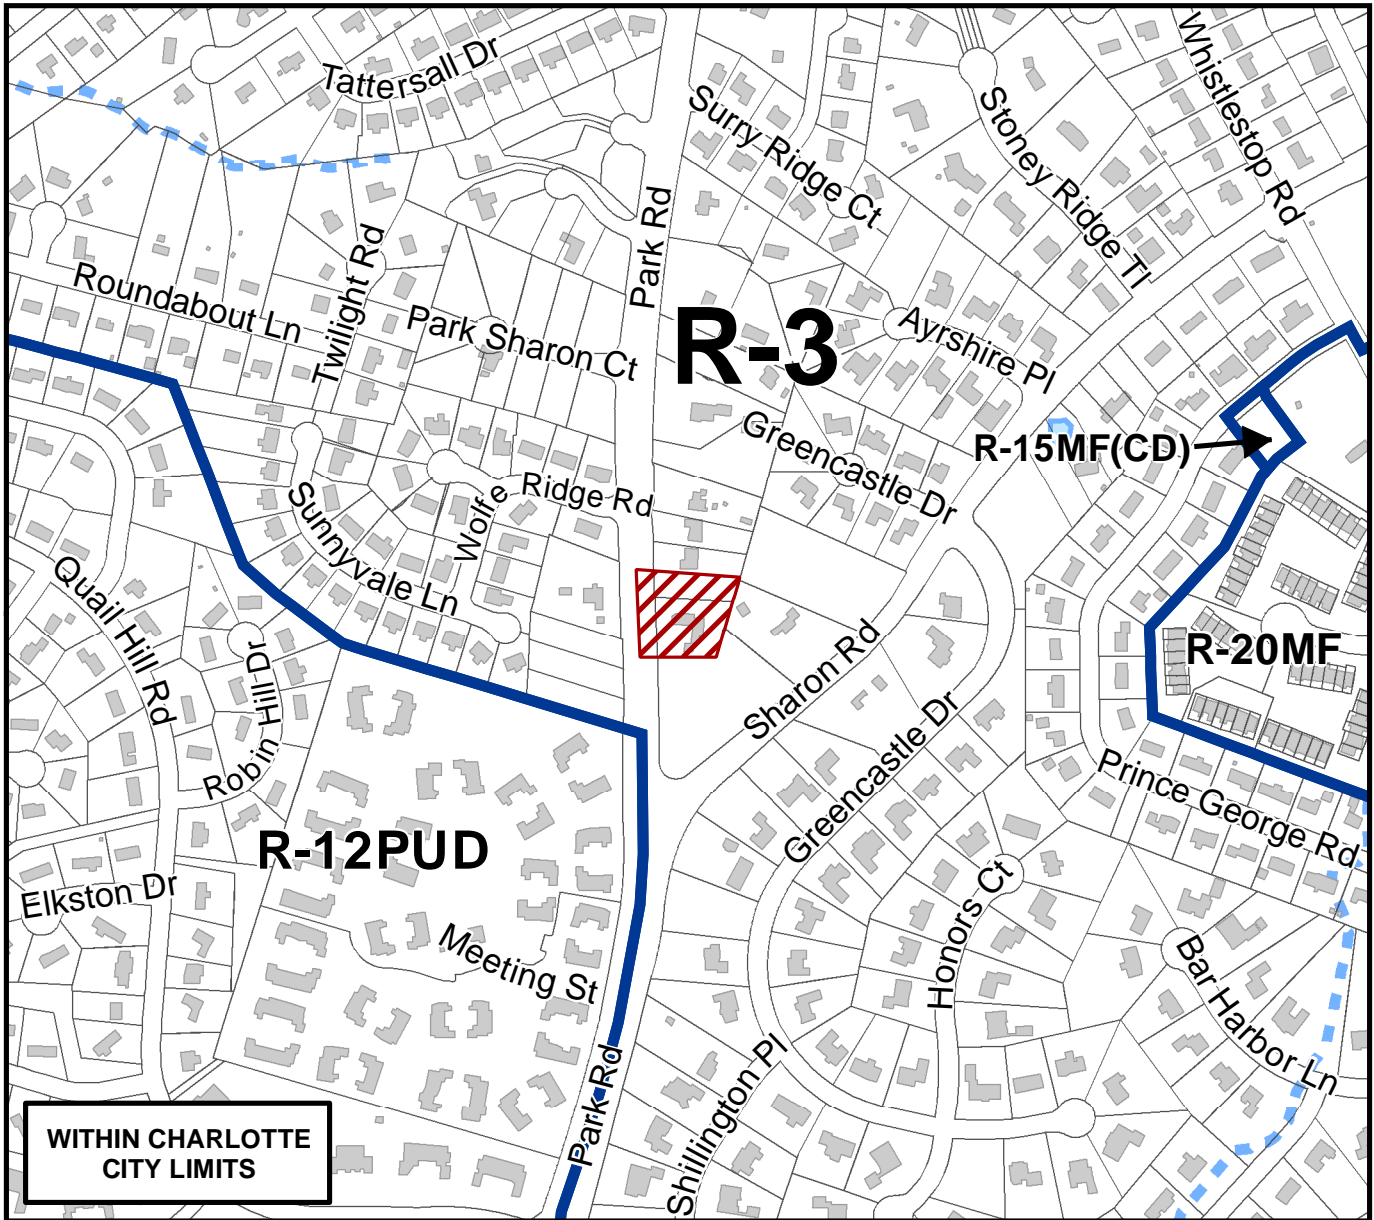 Tattersall Dr
Whistlestop Rd
Surry Ridge Ct
Stoney Ridge Tl
Park Rd
Twilight Rd
Roundabout Ln
Park Sharon Ct
R-3
Ayrshire Pl
Greencastle Dr
R-15MF(CD)
Ridge Rd
Wolfe
Sunnyvale Ln
Quail Hill Rd
Robin Hill Dr
Sharon Rd
R-20MF
Greencastle Dr
Prince George Rd
R-12PUD
Elkston Dr
Meeting St
Honors Ct
Bar Harbor Ln
Park Rd
Shillington Pl
WITHIN CHARLOTTE
CITY LIMITS